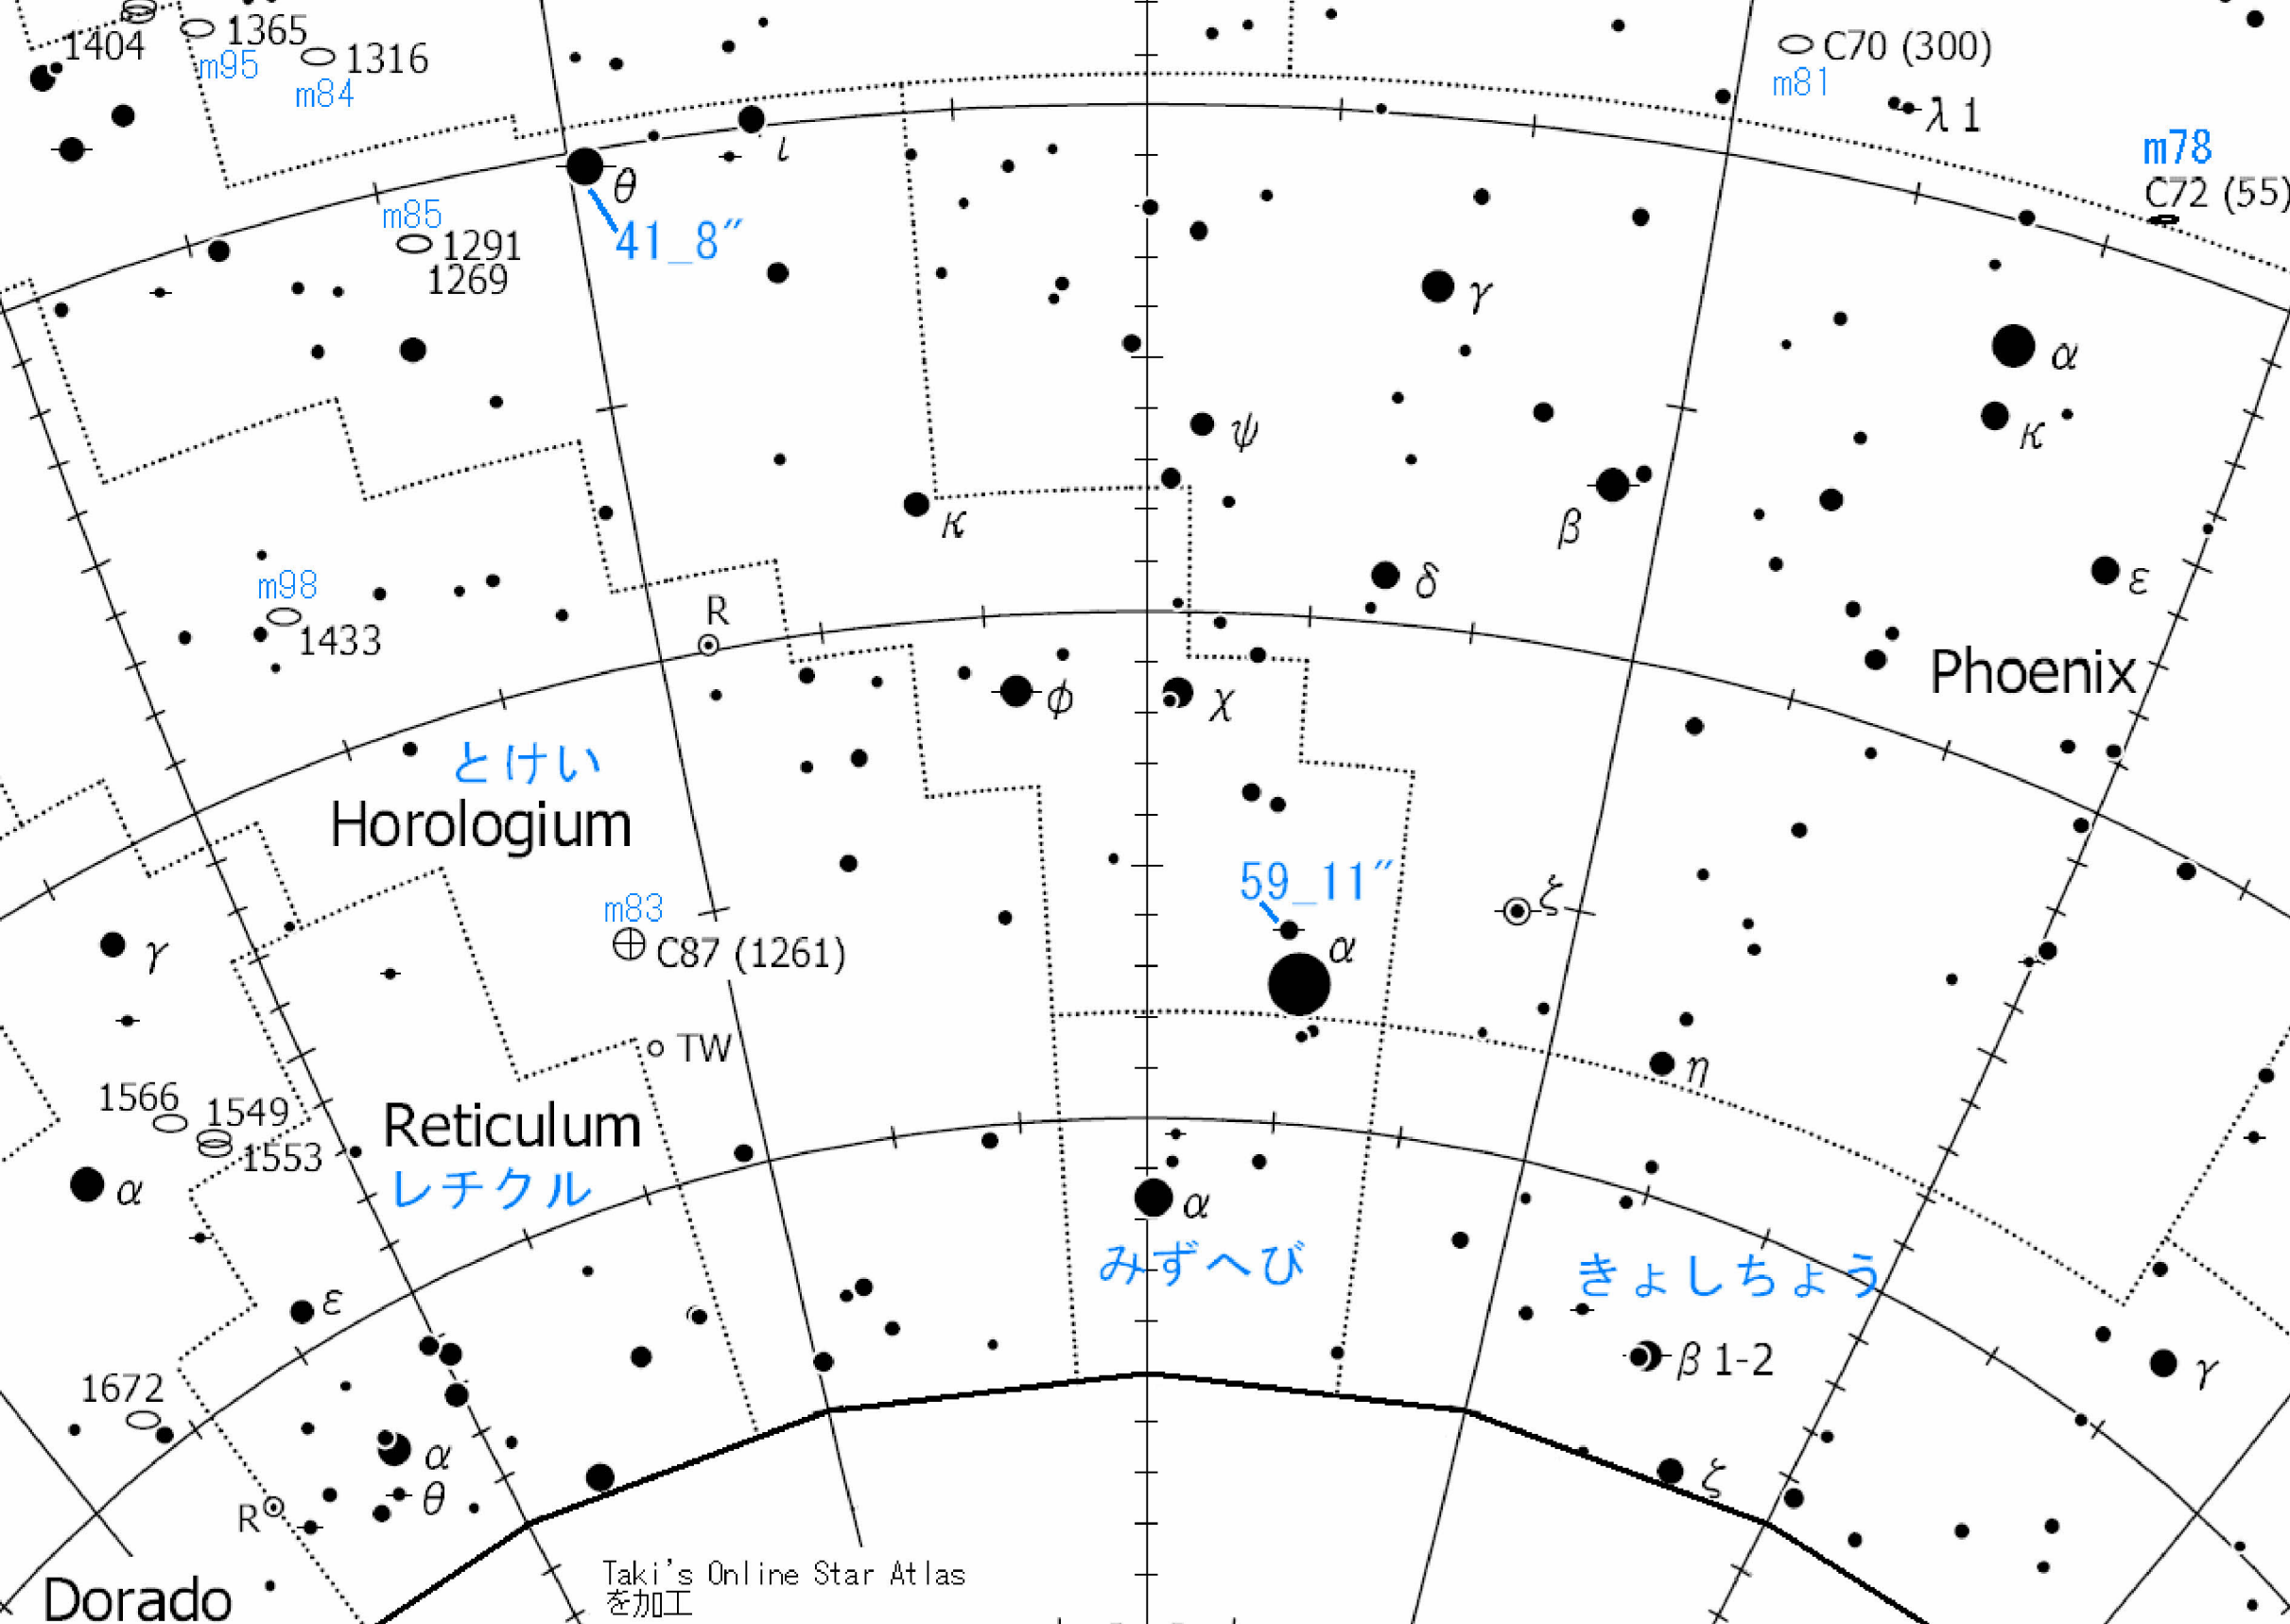 1404
1365
m95
1316
m84
C70 (300)
m81
λ 1
m78
C72 (55)
ι
θ
41_8″
m85
1291
1269
γ
α
κ
ψ
β
κ
δ
ε
m98
1433
R
φ
χ
Phoenix
とけい
Horologium
59_11″
α
ζ
m83
C87 (1261)
γ
TW
η
1566
1549
1553
Reticulum
レチクル
α
α
みずへび
きょしちょう
ε
β 1-2
γ
1672
α
θ
R
ζ
Dorado
Taki's Online Star Atlas
を加工